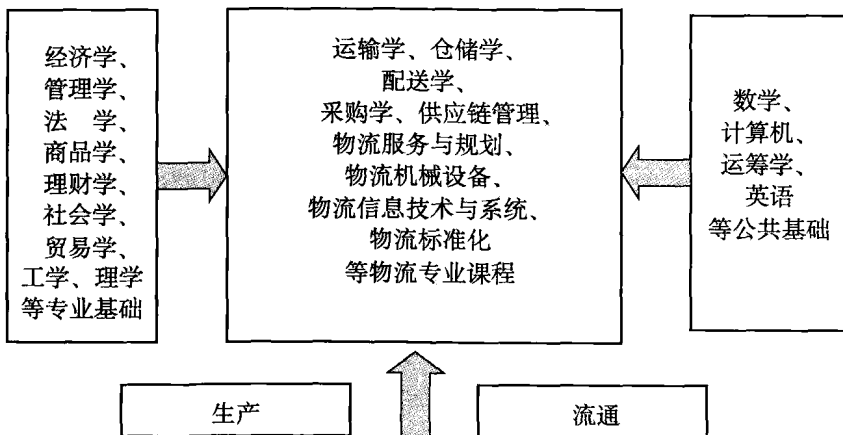 经济学、
管理学、
法 学、
商品学、
理财学、
社会学、
贸易学、
工学、理学
等专业基础
运输学、仓储学、
配送学、
采购学、供应链管理、
物流服务与规划、
物流机械设备、
物流信息技术与系统、
物流标准化
等物流专业课程
数学、
计算机、
运筹学、
英语
等公共基础
生产
流通